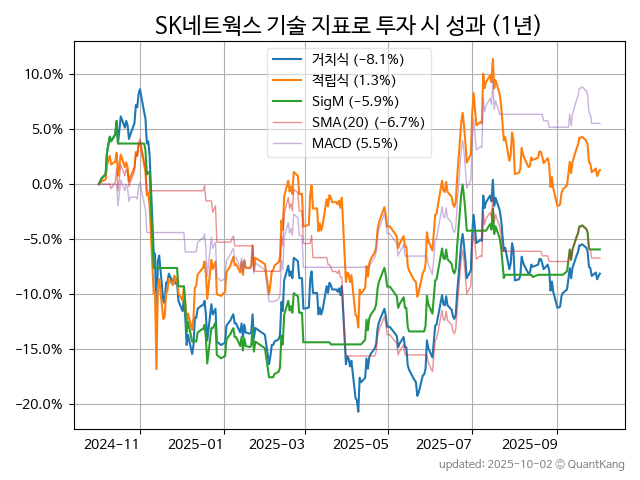 SK네트웍스 기술 지표로 투자 시 성과 (1년)
거치식 (−8.1%)
적립식 (1.3%)
SigM (−5.9%)
SMA(20) (−6.7%)
MACD (5.5%)
10.0%
5.0%
0.0%
−5.0%
−10.0%
−15.0%
−20.0%
2024-11 2025-01 2025-03 2025-05 2025-07 2025-09
updated: 2025-10-02 © QuantKang